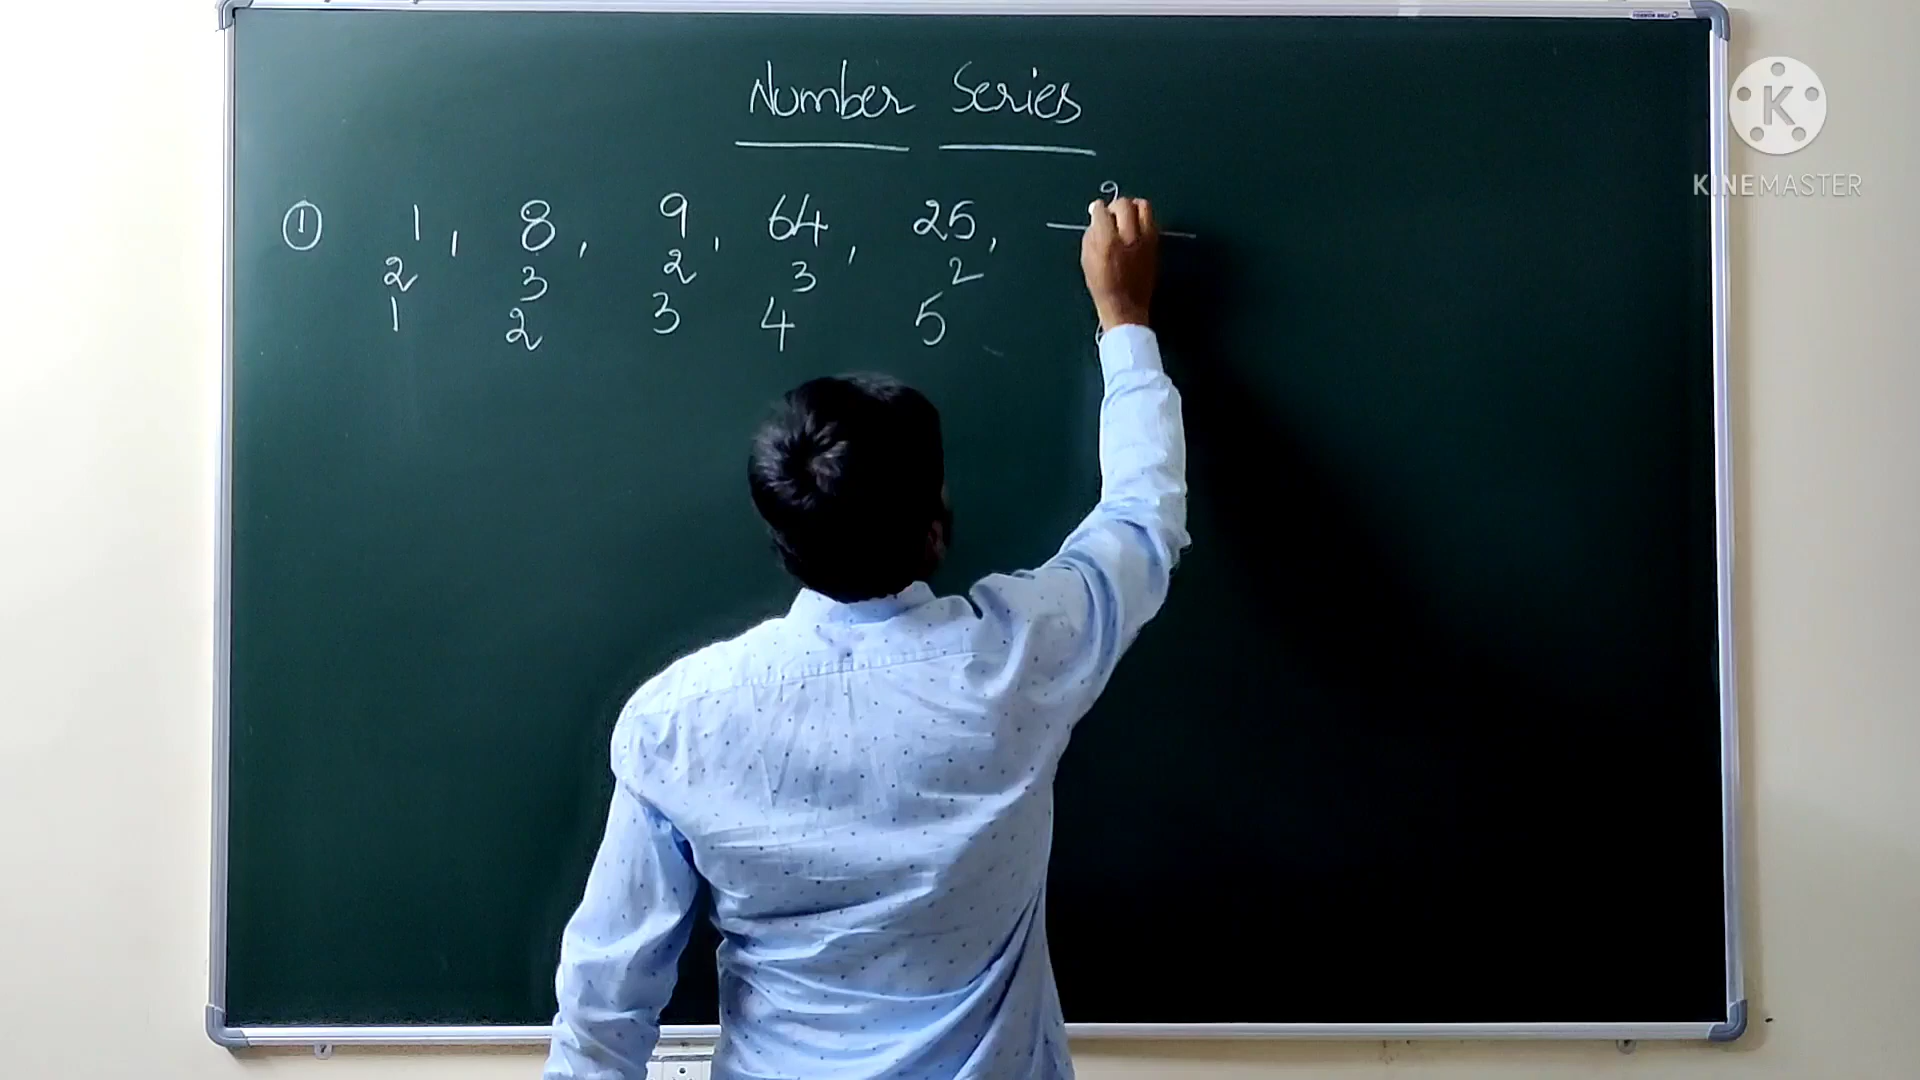 Number Series
① 1, 8, 9, 64, 25,
2 3 2 3 2
1 2 3 4 5
KINEMASTER